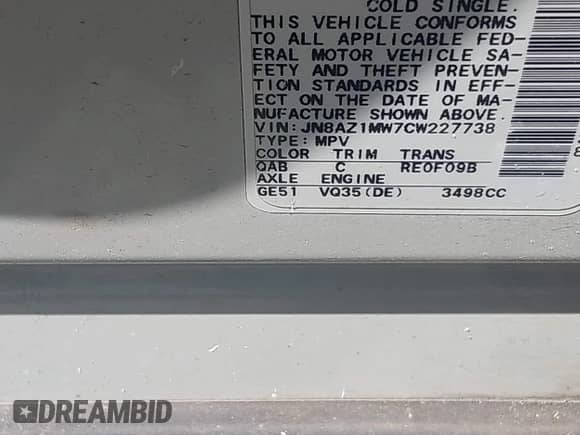 COLD SINGLE.
THIS VEHICLE CONFORMS
TO ALL APPLICABLE FED-
ERAL MOTOR VEHICLE SA-
FETY AND THEFT PREVEN-
TION STANDARDS IN EFF-
ECT ON THE DATE OF MA-
NUFACTURE SHOWN ABOVE.
VIN:JN8AZ1MW7CW227738
TYPE:MPV
COLOR TRIM TRANS
QAB C RE0F09B
AXLE ENGINE
GE51 VQ35(DE) 3498CC
DREAMBID